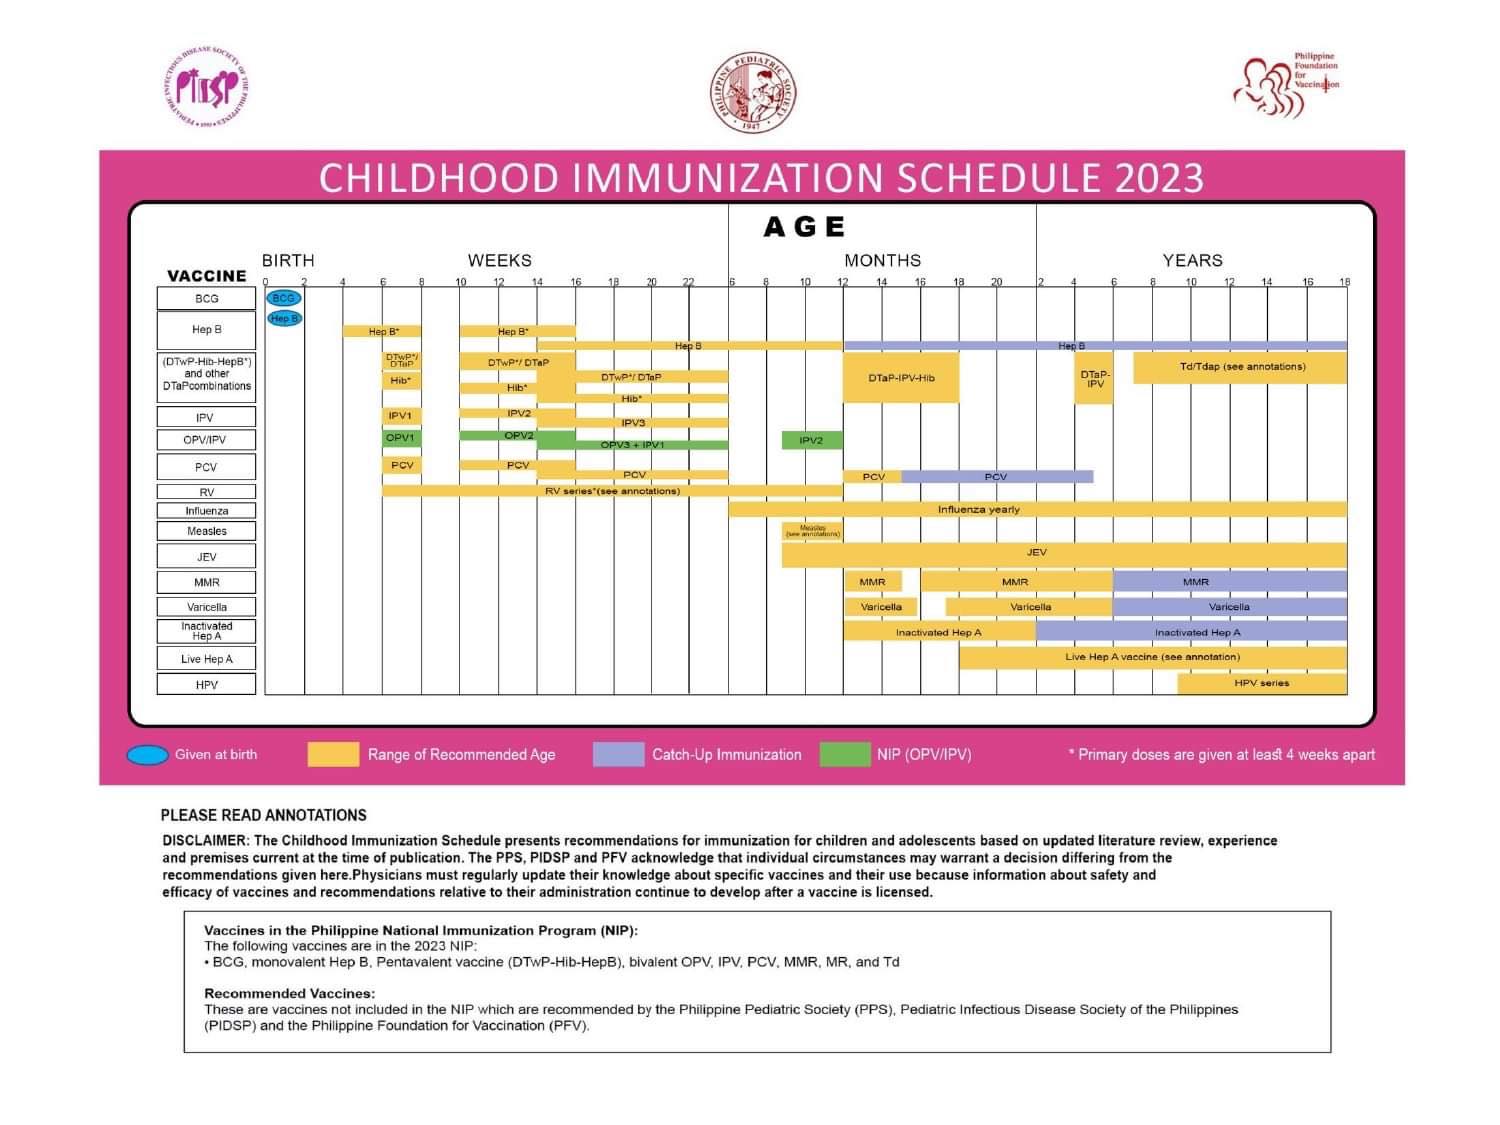 PEDIATRIC INFECTIOUS DISEASE SOCIETY OF THE PHILIPPINES
PIDSP
PHILIPPINE PEDIATRIC SOCIETY
1947
Philippine
Foundation
for
Vaccination
CHILDHOOD IMMUNIZATION SCHEDULE 2023
AGE
BIRTH WEEKS MONTHS YEARS
VACCINE
0 2 4 6 8 10 12 14 16 18 20 22 6 8 10 12 14 16 18 20 2 4 6 8 10 12 14 16 18
BCG BCG
Hep B
Hep B Hep B* Hep B*
Hep B Hep B
(DTwP-Hib-HepB*)
and other
DTaPcombinations
DTwP*/
DTaP
DTwP*/ DTaP
DTwP*/ DTaP
Hib* Hib* Hib*
DTaP-IPV-Hib
DTaP-
IPV
Td/Tdap (see annotations)
IPV IPV1 IPV2 IPV3
OPV/IPV OPV1 OPV2 OPV3 + IPV1 IPV2
PCV PCV PCV PCV PCV PCV
RV RV series*(see annotations)
Influenza Influenza yearly
Measles Measles
(see annotations)
JEV JEV
MMR MMR MMR MMR
Varicella Varicella Varicella Varicella
Inactivated
Hep A
Inactivated Hep A Inactivated Hep A
Live Hep A Live Hep A vaccine (see annotation)
HPV HPV series
Given at birth Range of Recommended Age Catch-Up Immunization NIP (OPV/IPV) * Primary doses are given at least 4 weeks apart
PLEASE READ ANNOTATIONS
DISCLAIMER: The Childhood Immunization Schedule presents recommendations for immunization for children and adolescents based on updated literature review, experience
and premises current at the time of publication. The PPS, PIDSP and PFV acknowledge that individual circumstances may warrant a decision differing from the
recommendations given here.Physicians must regularly update their knowledge about specific vaccines and their use because information about safety and
efficacy of vaccines and recommendations relative to their administration continue to develop after a vaccine is licensed.
Vaccines in the Philippine National Immunization Program (NIP):
The following vaccines are in the 2023 NIP:
• BCG, monovalent Hep B, Pentavalent vaccine (DTwP-Hib-HepB), bivalent OPV, IPV, PCV, MMR, MR, and Td
Recommended Vaccines:
These are vaccines not included in the NIP which are recommended by the Philippine Pediatric Society (PPS), Pediatric Infectious Disease Society of the Philippines
(PIDSP) and the Philippine Foundation for Vaccination (PFV).